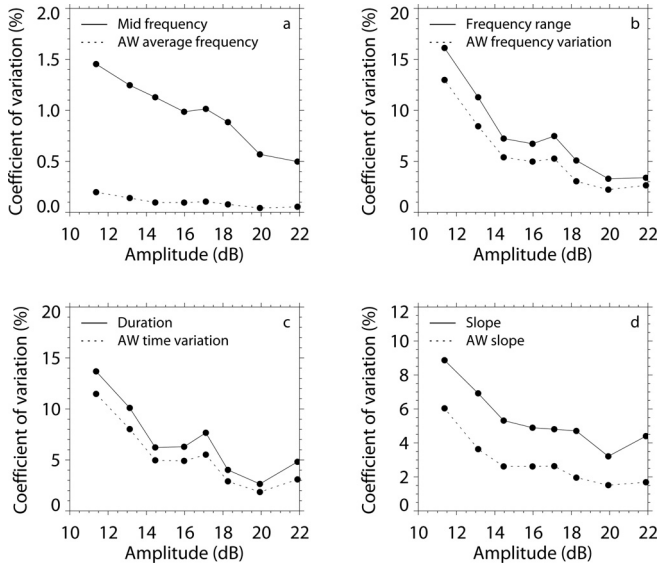 a
Mid frequency
AW average frequency
Coefficient of variation (%)
2.0
1.5
1.0
0.5
0.0
10 12 14 16 18 20 22
Amplitude (dB)
b
Frequency range
AW frequency variation
Coefficient of variation (%)
20
15
10
5
0
10 12 14 16 18 20 22
Amplitude (dB)
c
Duration
AW time variation
Coefficient of variation (%)
20
15
10
5
0
10 12 14 16 18 20 22
Amplitude (dB)
d
Slope
AW slope
Coefficient of variation (%)
12
10
8
6
4
2
0
10 12 14 16 18 20 22
Amplitude (dB)